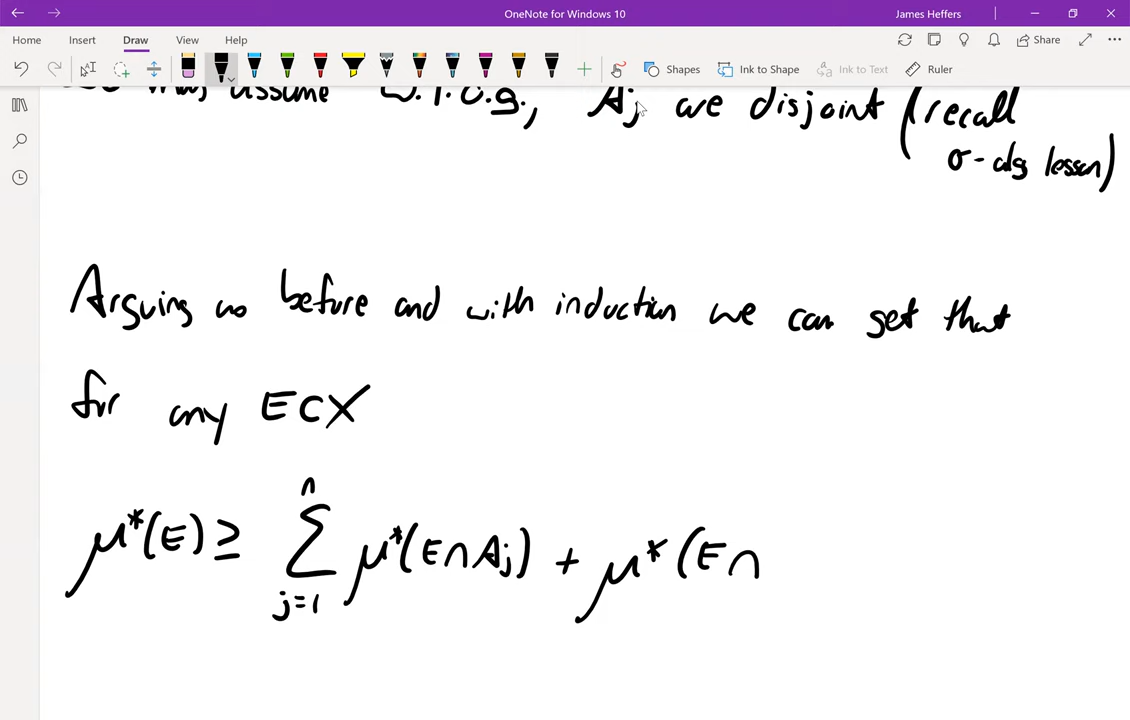 OneNote for Windows 10
James Heffers
Home Insert Draw View Help
Share
Shapes
Ink to Shape
Ink to Text
Ruler
may assume w.l.o.g., Aj we disjoint (recall
σ-alg lesson)
Arguing as before and with induction we can get that
for any E⊂X
μ*(E) ≥ ∑_{j=1}^{n} μ*(E∩Aj) + μ*(E∩